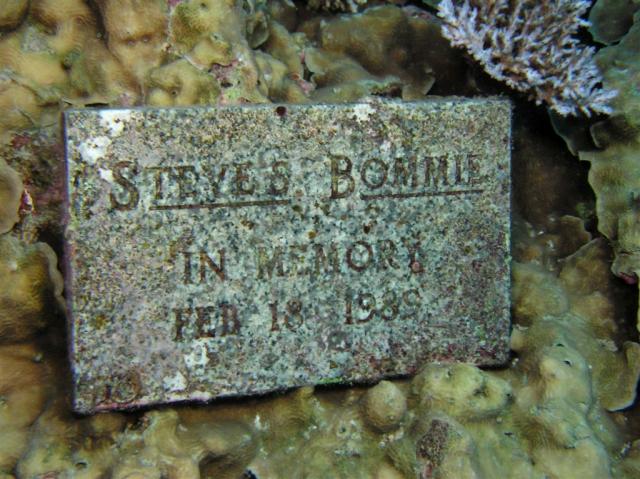 STEVE'S BOMMIE
IN MEMORY
FEB 18 1989